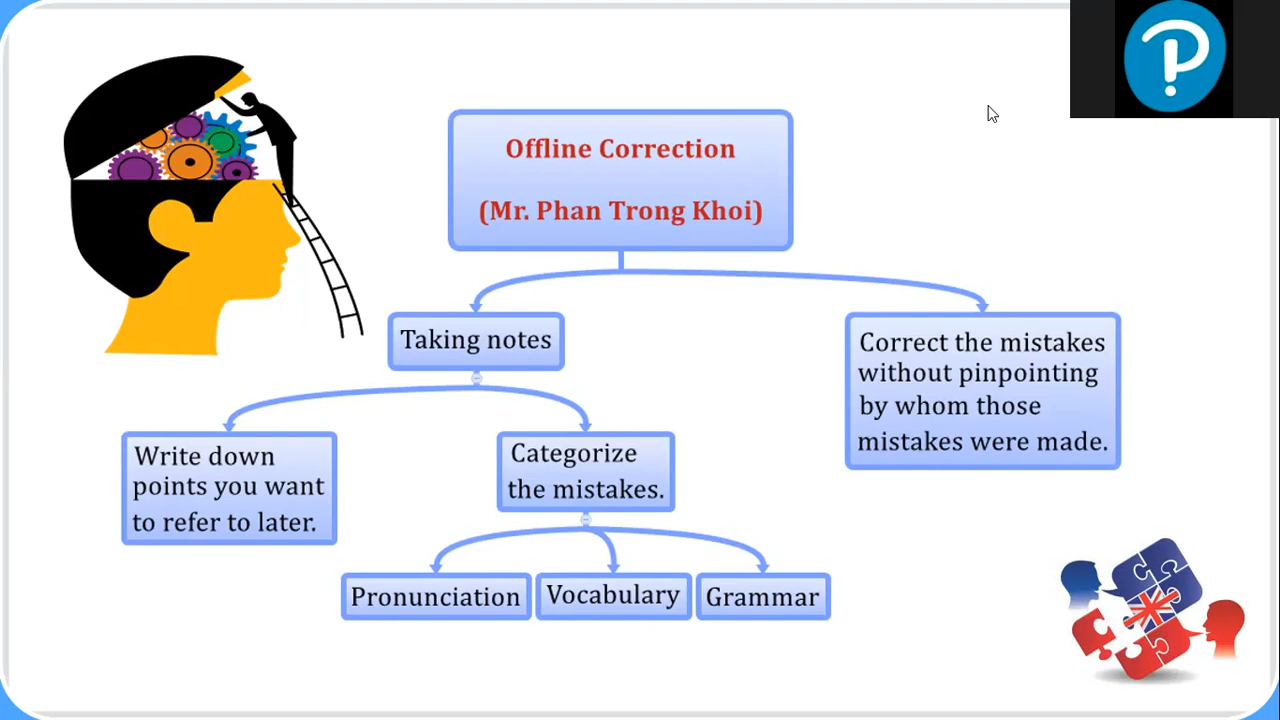 Offline Correction
(Mr. Phan Trong Khoi)
Taking notes
Correct the mistakes
without pinpointing
by whom those
mistakes were made.
Write down
points you want
to refer to later.
Categorize
the mistakes.
Pronunciation
Vocabulary
Grammar